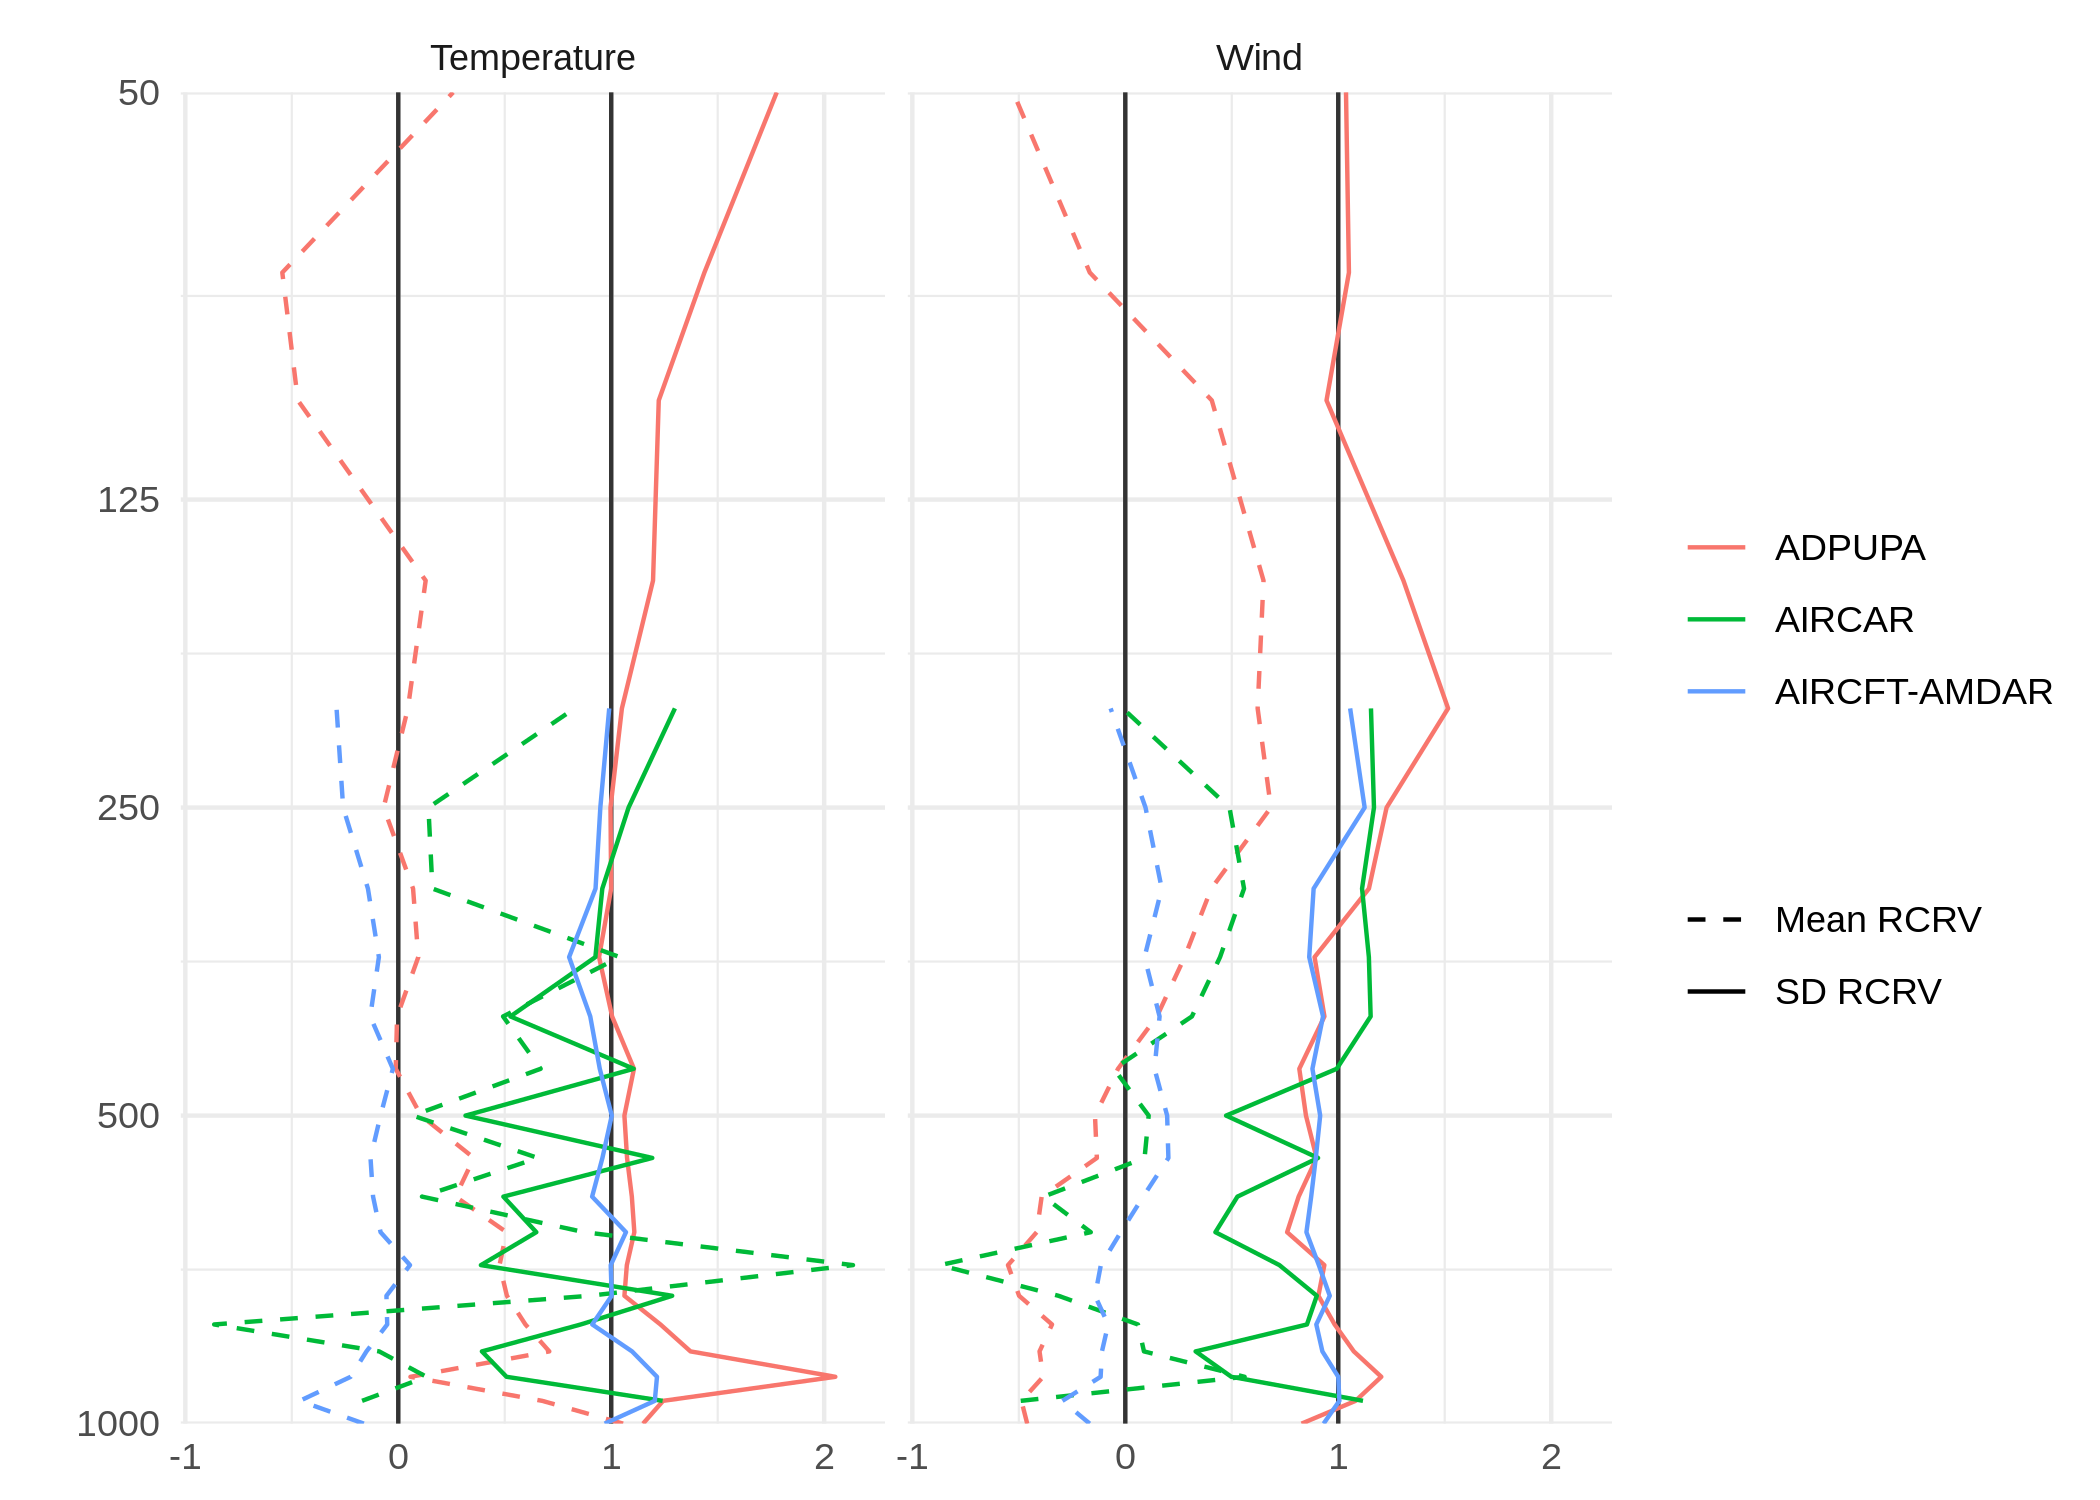 Temperature
Wind
50
125
250
500
1000
-1 0 1 2
-1 0 1 2
ADPUPA
AIRCAR
AIRCFT-AMDAR
Mean RCRV
SD RCRV